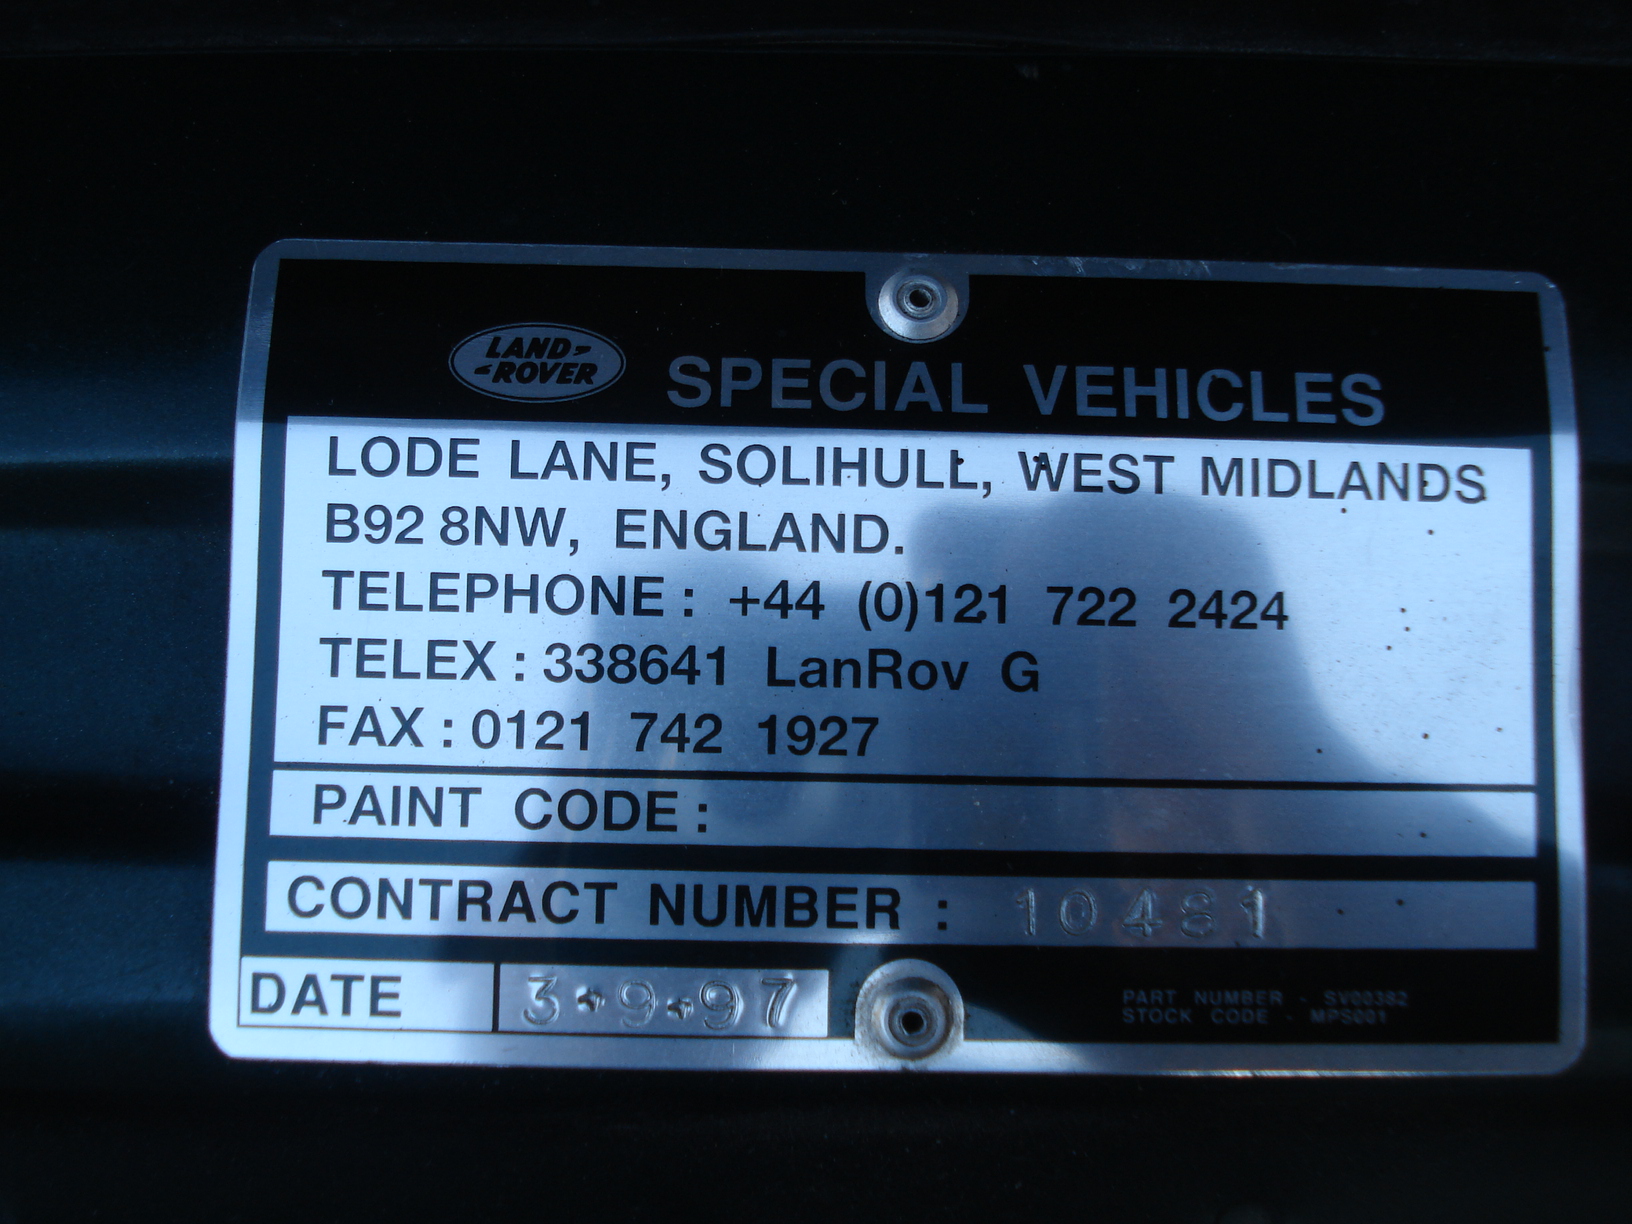 LAND ROVER
SPECIAL VEHICLES
LODE LANE, SOLIHULL, WEST MIDLANDS
B92 8NW, ENGLAND.
TELEPHONE : +44 (0)121 722 2424
TELEX : 338641 LanRov G
FAX : 0121 742 1927
PAINT CODE :
CONTRACT NUMBER : 10481
DATE 3•9•97
PART NUMBER - SV00382
STOCK CODE - MPS001